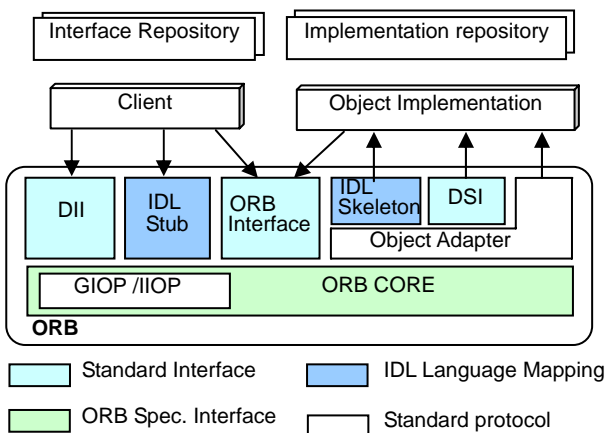 Interface Repository
Implementation repository
Client
Object Implementation
DII
IDL
Stub
ORB
Interface
IDL
Skeleton
DSI
Object Adapter
GIOP /IIOP
ORB CORE
ORB
Standard Interface
IDL Language Mapping
ORB Spec. Interface
Standard protocol